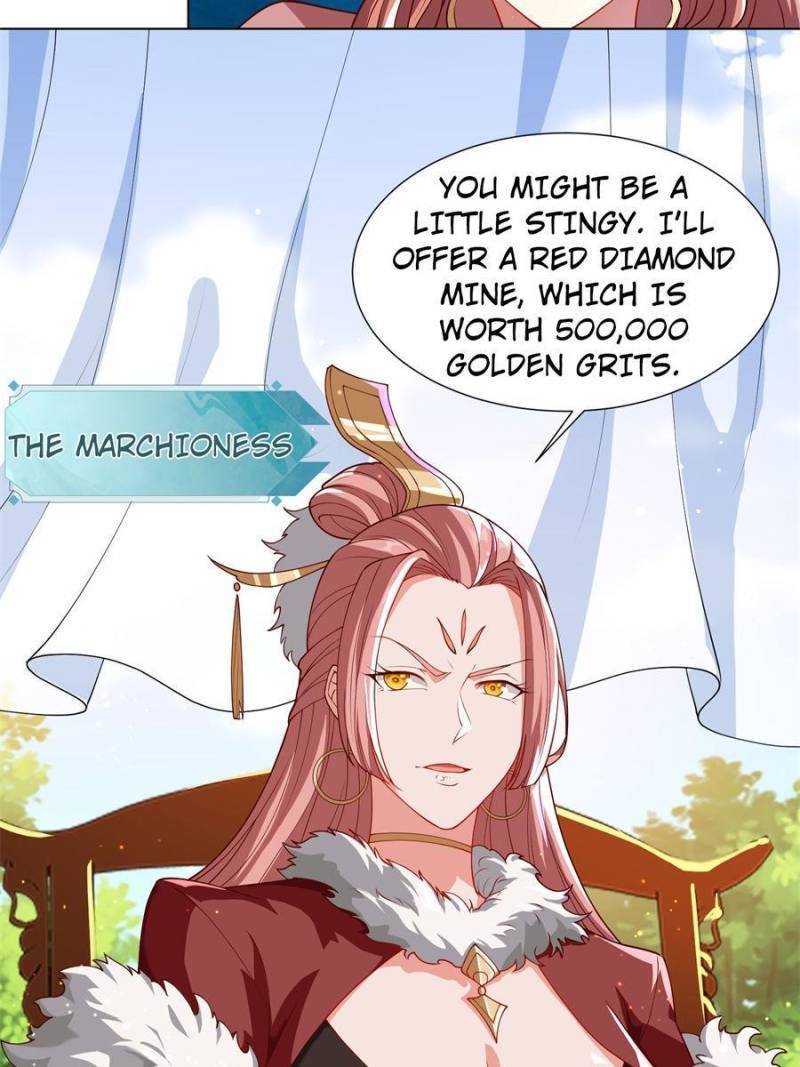 YOU MIGHT BE A
LITTLE STINGY. I'LL
OFFER A RED DIAMOND
MINE, WHICH IS
WORTH 500,000
GOLDEN GRITS.
THE MARCHIONESS